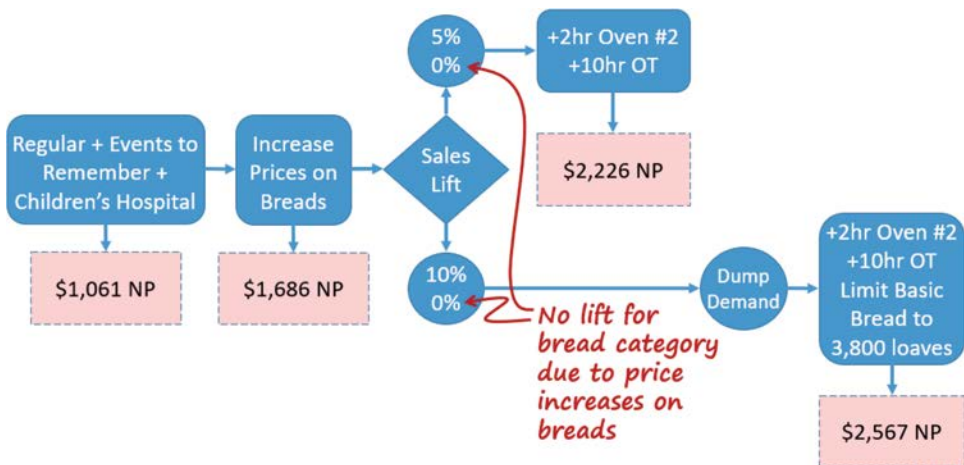 Regular + Events to
Remember +
Children's Hospital
$1,061 NP
Increase
Prices on
Breads
$1,686 NP
Sales
Lift
5%
0%
+2hr Oven #2
+10hr OT
$2,226 NP
10%
0%
No lift for
bread category
due to price
increases on
breads
Dump
Demand
+2hr Oven #2
+10hr OT
Limit Basic
Bread to
3,800 loaves
$2,567 NP